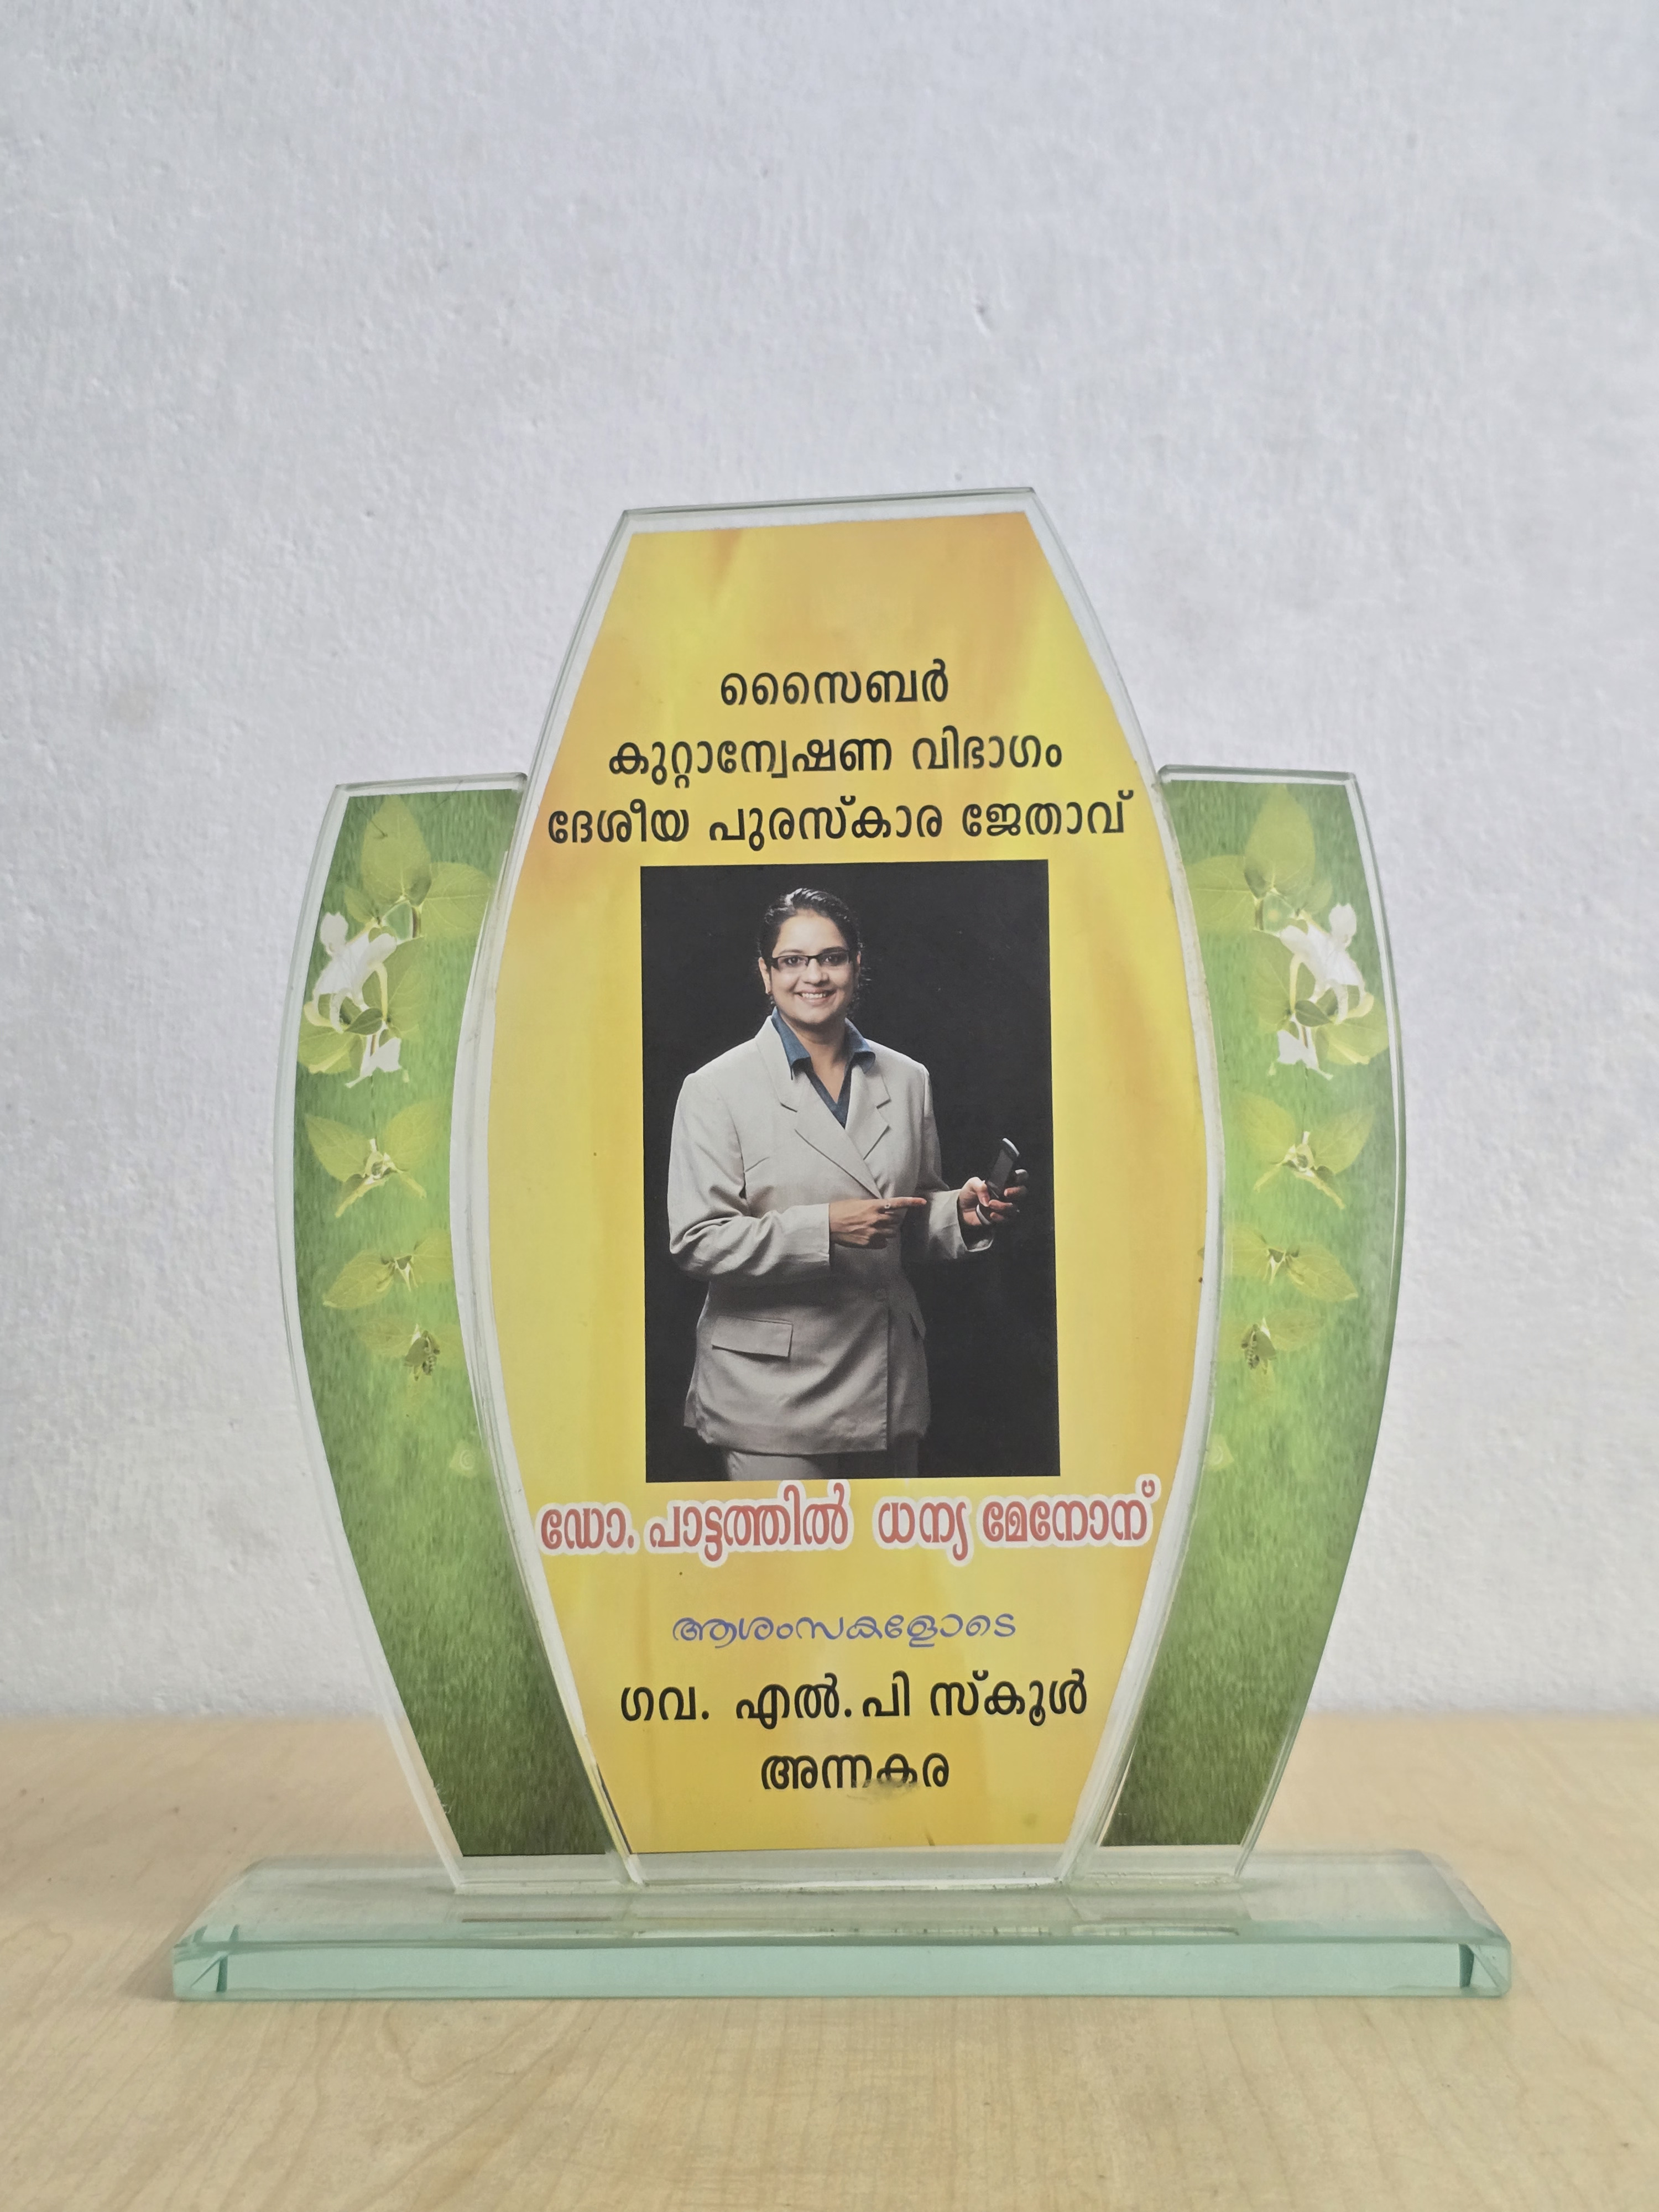 സൈബർ
കുറ്റാന്വേഷണ വിഭാഗം
ദേശീയ പുരസ്കാര ജേതാവ്
ഡോ. പാട്ടത്തിൽ ധന്യ മേനോന്
ആശംസകളോടെ
ഗവ. എൽ.പി സ്കൂൾ
അന്നകര